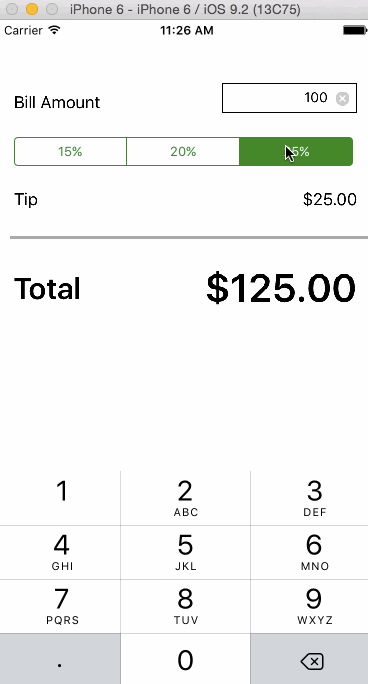 iPhone 6 - iPhone 6 / iOS 9.2 (13C75)
Carrier 11:26 AM
Bill Amount 100
15% 20% 5%
Tip $25.00
Total $125.00
1 2 3
ABC DEF
4 5 6
GHI JKL MNO
7 8 9
PQRS TUV WXYZ
. 0